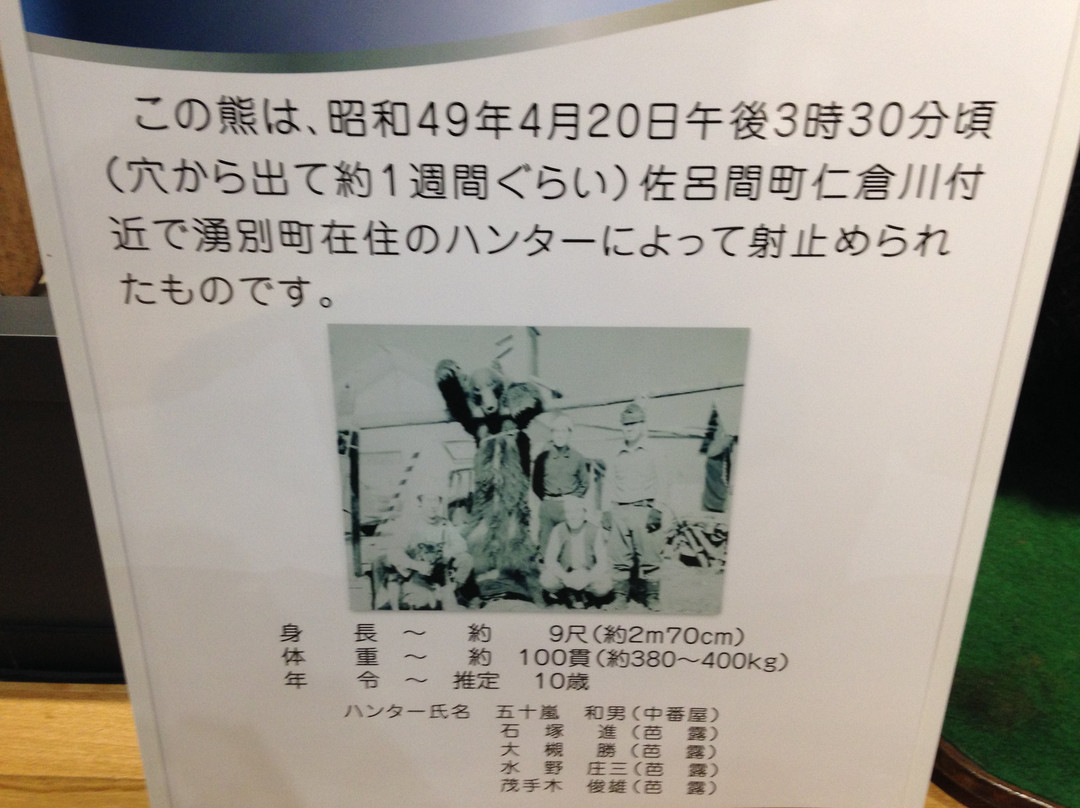 この熊は、昭和49年4月20日午後3時30分頃
(穴から出て約1週間ぐらい)佐呂間町仁倉川付
近で湧別町在住のハンターによって射止められ
たものです。
身 長 ～ 約 9尺(約2m70cm)
体 重 ～ 約 100貫(約380～400kg)
年 令 ～ 推定 10歳
ハンター氏名 五十嵐 和男(中番屋)
石 塚 進(芭 露)
大 槻 勝(芭 露)
水 野 庄三(芭 露)
茂手木 俊雄(芭 露)